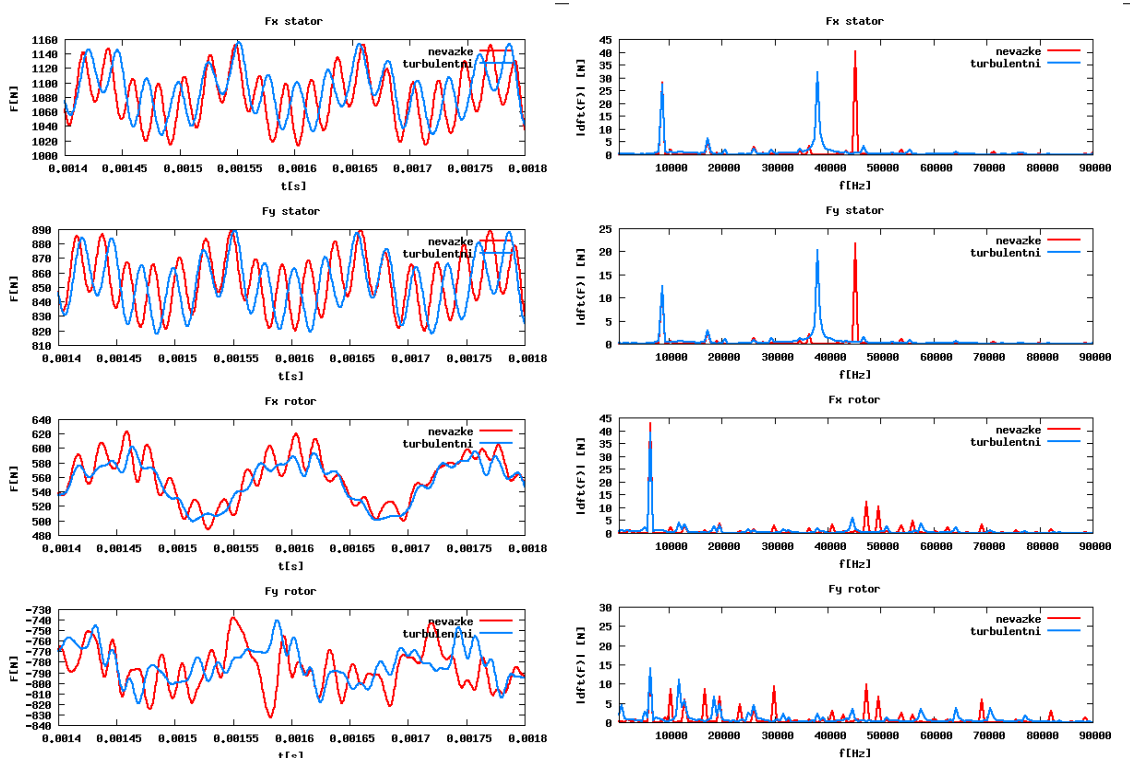 Fx stator
1160
1140
1120
1100
1080
1060
1040
1020
1000
F[N]
nevazke
turbulentni
0.0014 0.00145 0.0015 0.00155 0.0016 0.00165 0.0017 0.00175 0.0018
t[s]
Fx stator
45
40
35
30
25
20
15
10
5
0
|dft(F)| [N]
nevazke
turbulentni
10000 20000 30000 40000 50000 60000 70000 80000 90000
f[Hz]
Fy stator
890
880
870
860
850
840
830
820
810
F[N]
nevazke
turbulentni
0.0014 0.00145 0.0015 0.00155 0.0016 0.00165 0.0017 0.00175 0.0018
t[s]
Fy stator
25
20
15
10
5
0
|dft(F)| [N]
nevazke
turbulentni
10000 20000 30000 40000 50000 60000 70000 80000 90000
f[Hz]
Fx rotor
640
620
600
580
560
540
520
500
480
F[N]
nevazke
turbulentni
0.0014 0.00145 0.0015 0.00155 0.0016 0.00165 0.0017 0.00175 0.0018
t[s]
Fx rotor
45
40
35
30
25
20
15
10
5
0
|dft(F)| [N]
nevazke
turbulentni
10000 20000 30000 40000 50000 60000 70000 80000 90000
f[Hz]
Fy rotor
-730
-740
-750
-760
-770
-780
-790
-800
-810
-820
-830
-840
F[N]
nevazke
turbulentni
0.0014 0.00145 0.0015 0.00155 0.0016 0.00165 0.0017 0.00175 0.0018
t[s]
Fy rotor
30
25
20
15
10
5
0
|dft(F)| [N]
nevazke
turbulentni
10000 20000 30000 40000 50000 60000 70000 80000 90000
f[Hz]